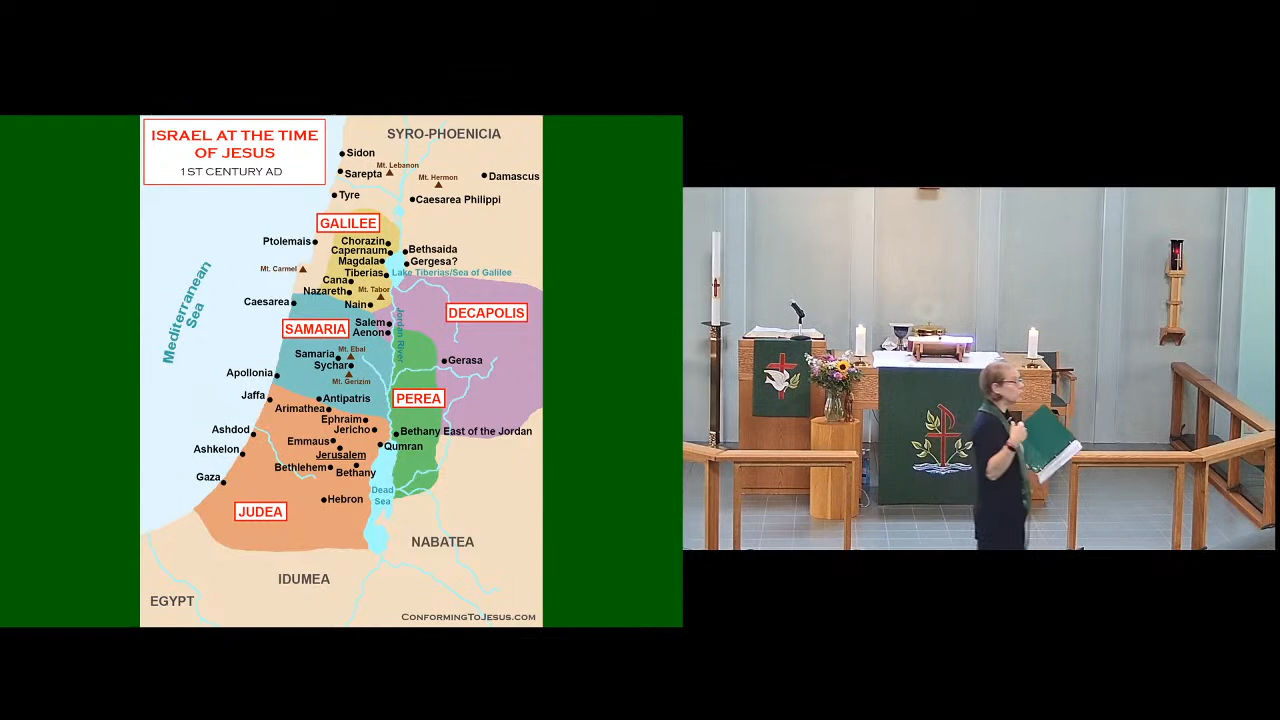 ISRAEL AT THE TIME
OF JESUS
1ST CENTURY AD
SYRO-PHOENICIA
Sidon
Mt. Lebanon
Sarepta
Mt. Hermon
Damascus
Tyre
Caesarea Philippi
GALILEE
Ptolemais
Chorazin
Capernaum
Bethsaida
Magdala
Gergesa?
Mt. Carmel
Tiberias
Lake Tiberias/Sea of Galilee
Cana
Nazareth
Mt. Tabor
Caesarea
Nain
Mediterranean
Sea
DECAPOLIS
SAMARIA
Salem
Aenon
Jordan River
Samaria
Mt. Ebal
Sychar
Gerasa
Apollonia
Mt. Gerizim
Jaffa
Antipatris
PEREA
Arimathea
Ephraim
Ashdod
Jericho
Bethany East of the Jordan
Emmaus
Qumran
Ashkelon
Jerusalem
Bethlehem
Bethany
Gaza
Dead
Sea
Hebron
JUDEA
NABATEA
IDUMEA
EGYPT
CONFORMINGTOJESUS.COM